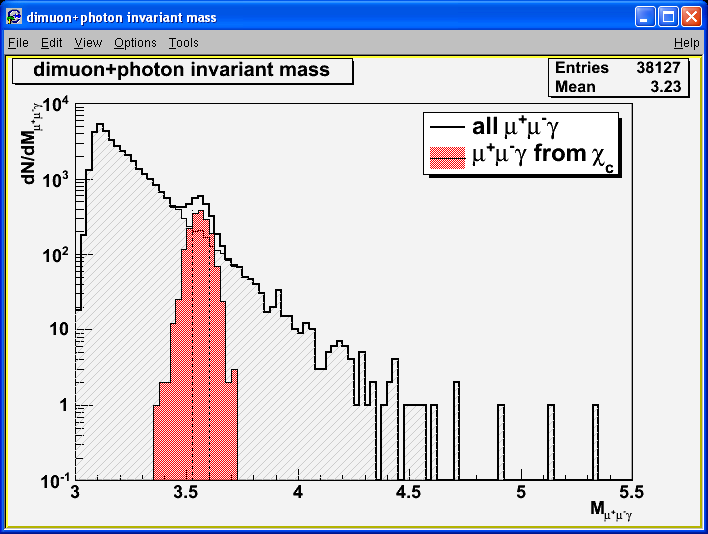 dimuon+photon invariant mass
File Edit View Options Tools Help
dimuon+photon invariant mass
Entries 38127
Mean 3.23
all μ⁺μ⁻γ
μ⁺μ⁻γ from χc
dN/dMμ⁺μ⁻γ
10⁴
10³
10²
10
1
10⁻¹
3 3.5 4 4.5 5 5.5
Mμ⁺μ⁻γ